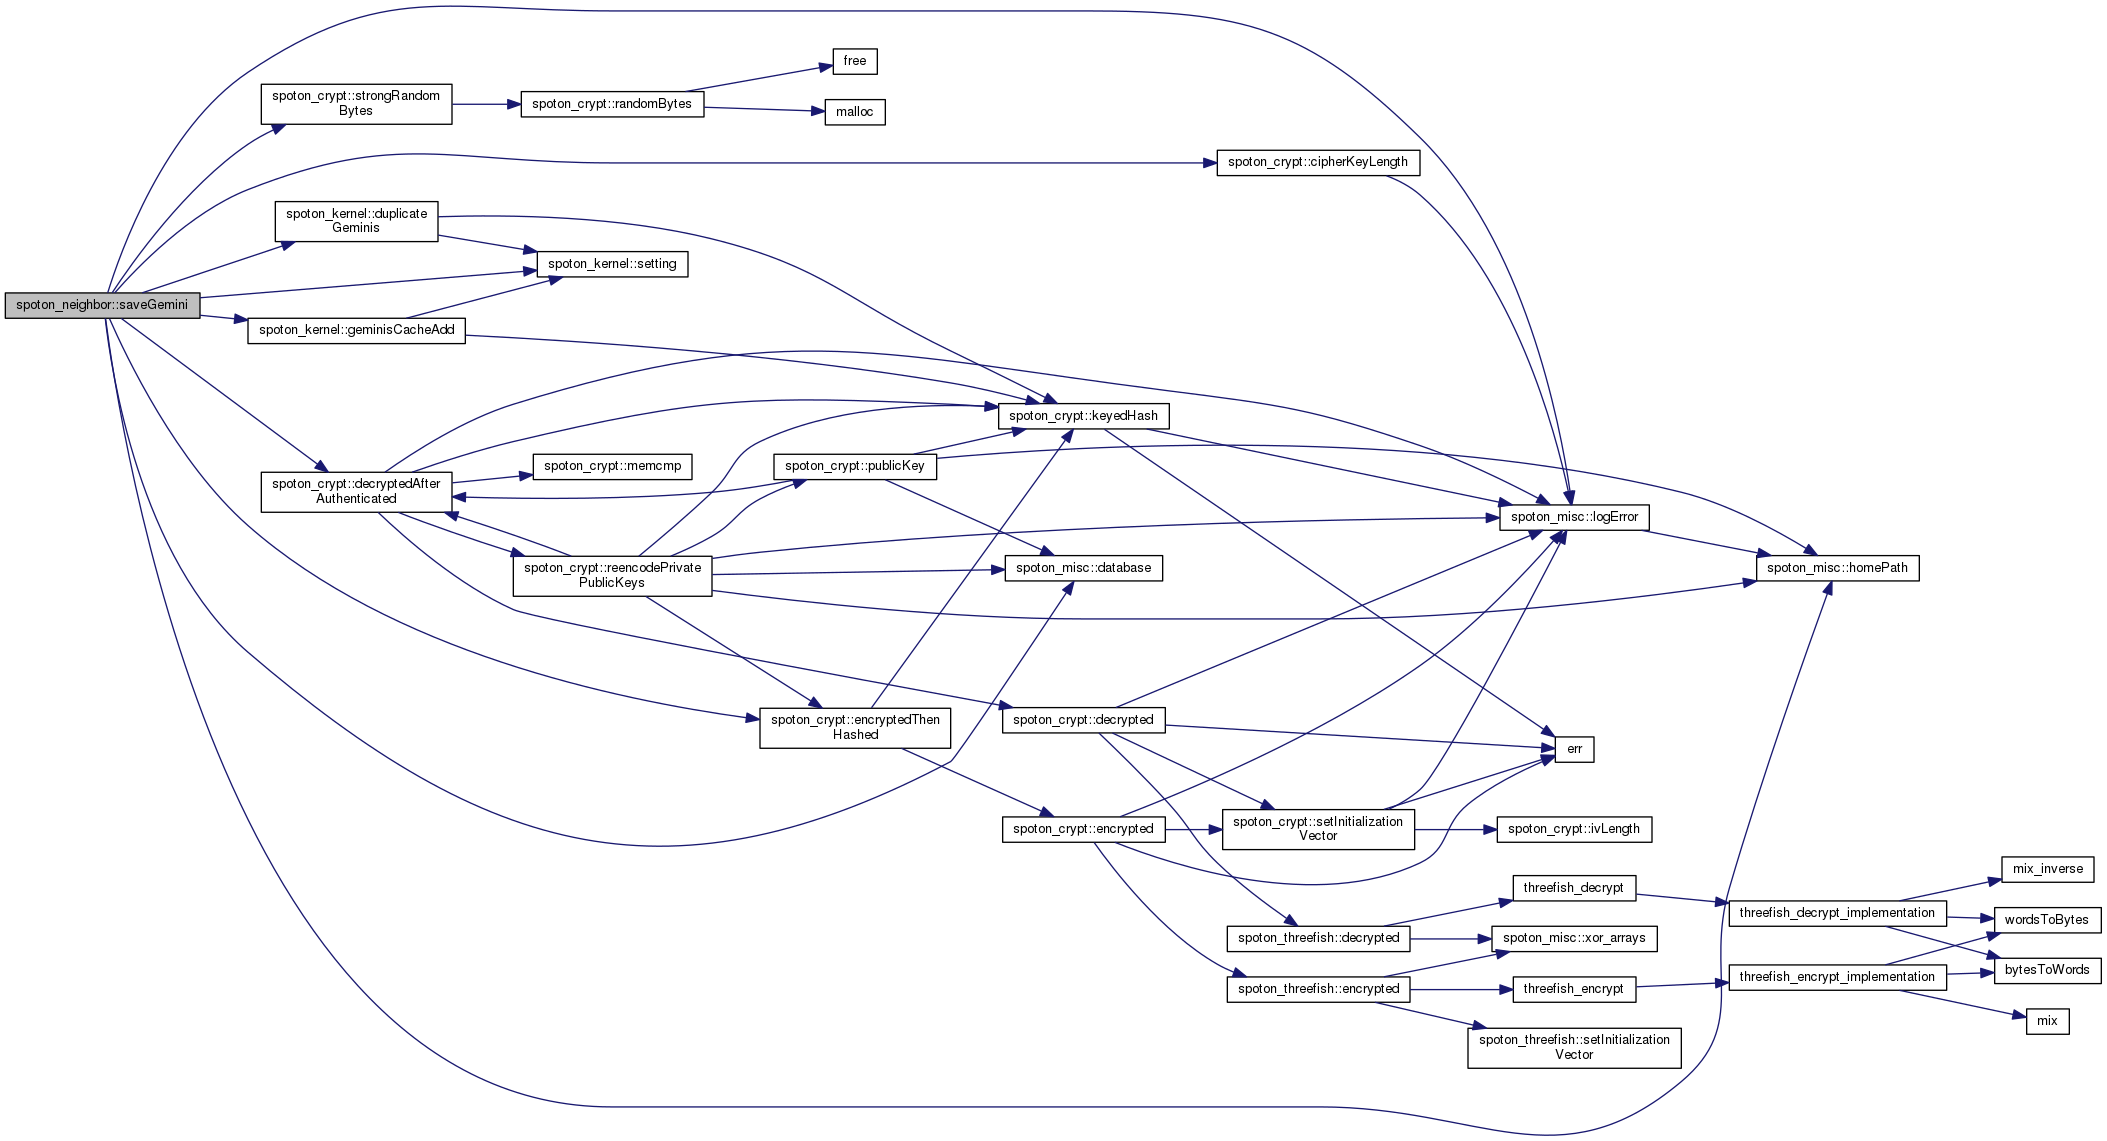 free
spoton_crypt::strongRandom
Bytes
spoton_crypt::randomBytes
malloc
spoton_crypt::cipherKeyLength
spoton_kernel::duplicate
Geminis
spoton_kernel::setting
spoton_neighbor::saveGemini
spoton_kernel::geminisCacheAdd
spoton_crypt::keyedHash
spoton_crypt::memcmp
spoton_crypt::publicKey
spoton_crypt::decryptedAfter
Authenticated
spoton_misc::logError
spoton_crypt::reencodePrivate
PublicKeys
spoton_misc::database
spoton_misc::homePath
spoton_crypt::encryptedThen
Hashed
spoton_crypt::decrypted
err
spoton_crypt::encrypted
spoton_crypt::setInitialization
Vector
spoton_crypt::ivLength
mix_inverse
threefish_decrypt
threefish_decrypt_implementation
wordsToBytes
spoton_threefish::decrypted
spoton_misc::xor_arrays
bytesToWords
threefish_encrypt_implementation
spoton_threefish::encrypted
threefish_encrypt
mix
spoton_threefish::setInitialization
Vector